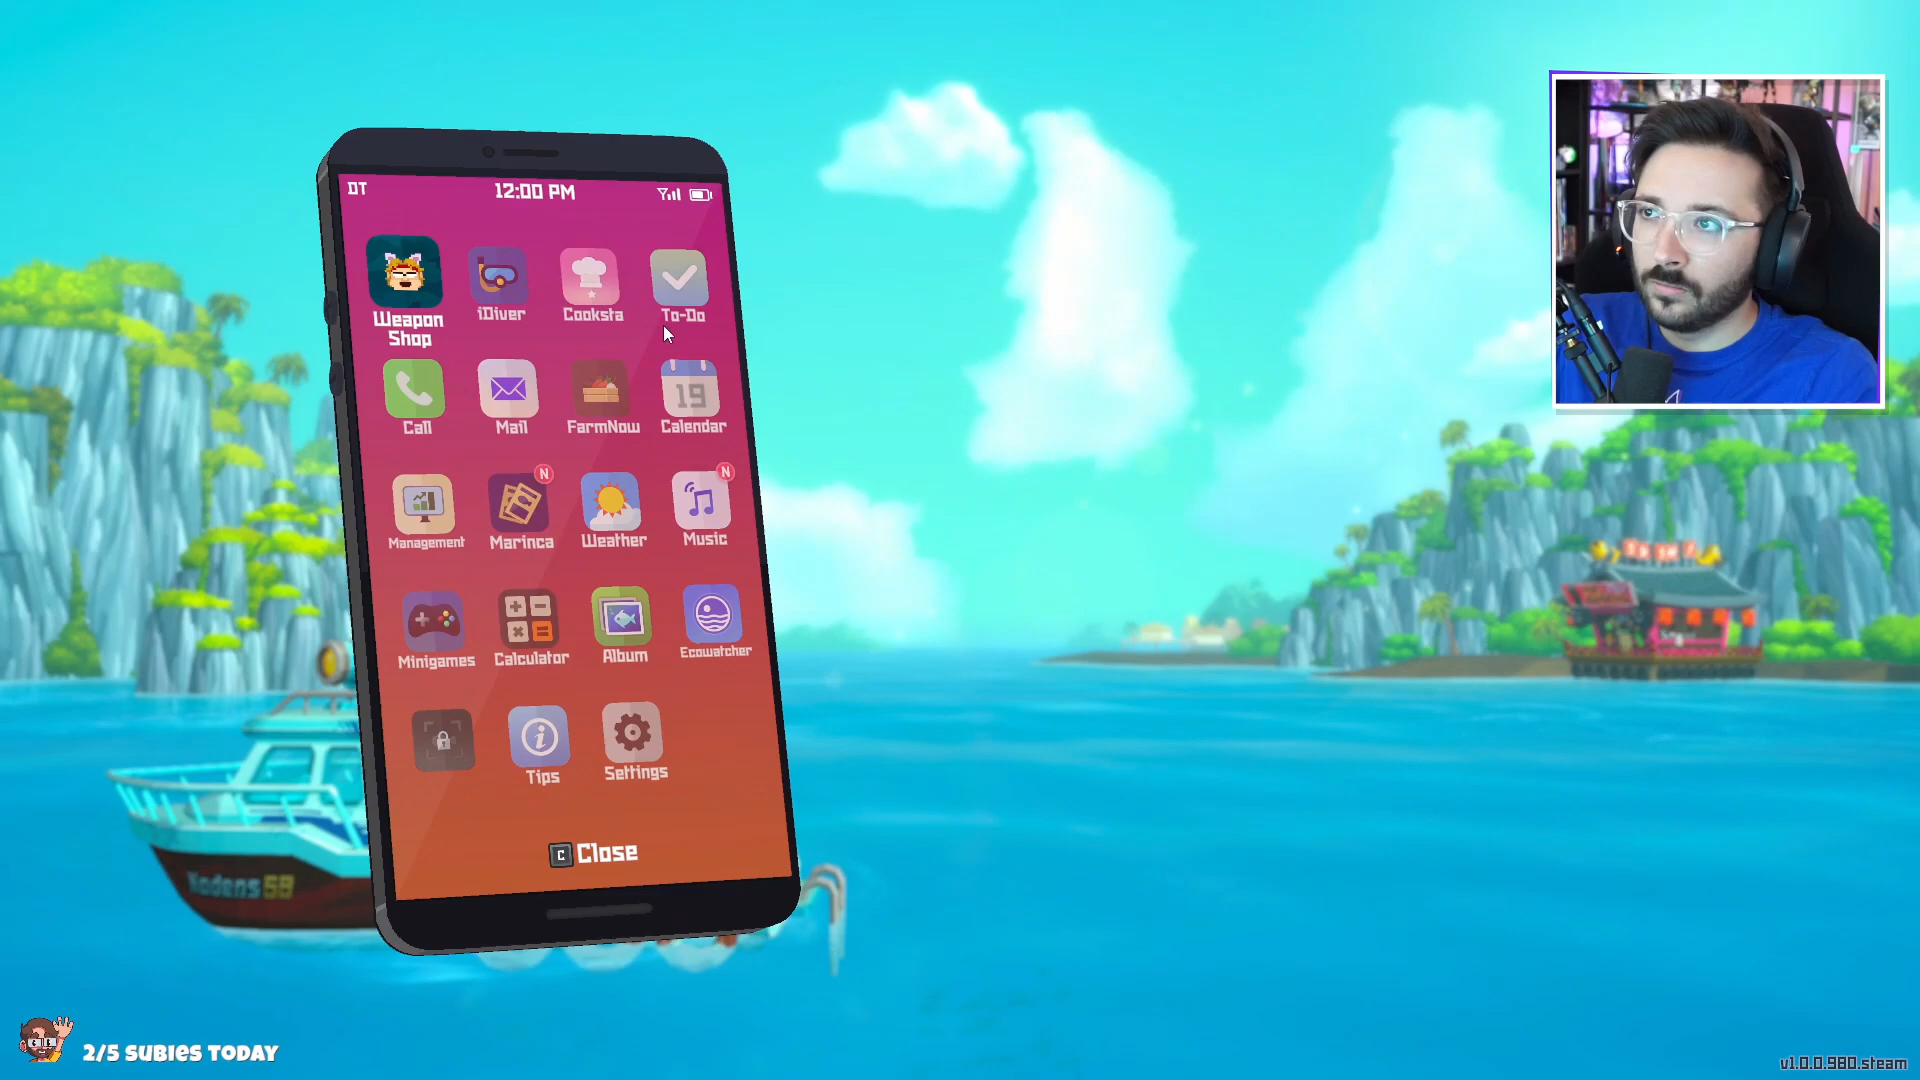 DT
12:00 PM
Weapon
Shop
iDiver
Cooksta
To-Do
Call
Mail
FarmNow
19
Calendar
Management
N
Marinca
Weather
N
Music
Minigames
Calculator
Album
Ecowatcher
Tips
Settings
C Close
Nodens 58
2/5 SUBIES TODAY
v1.0.0.980.steam